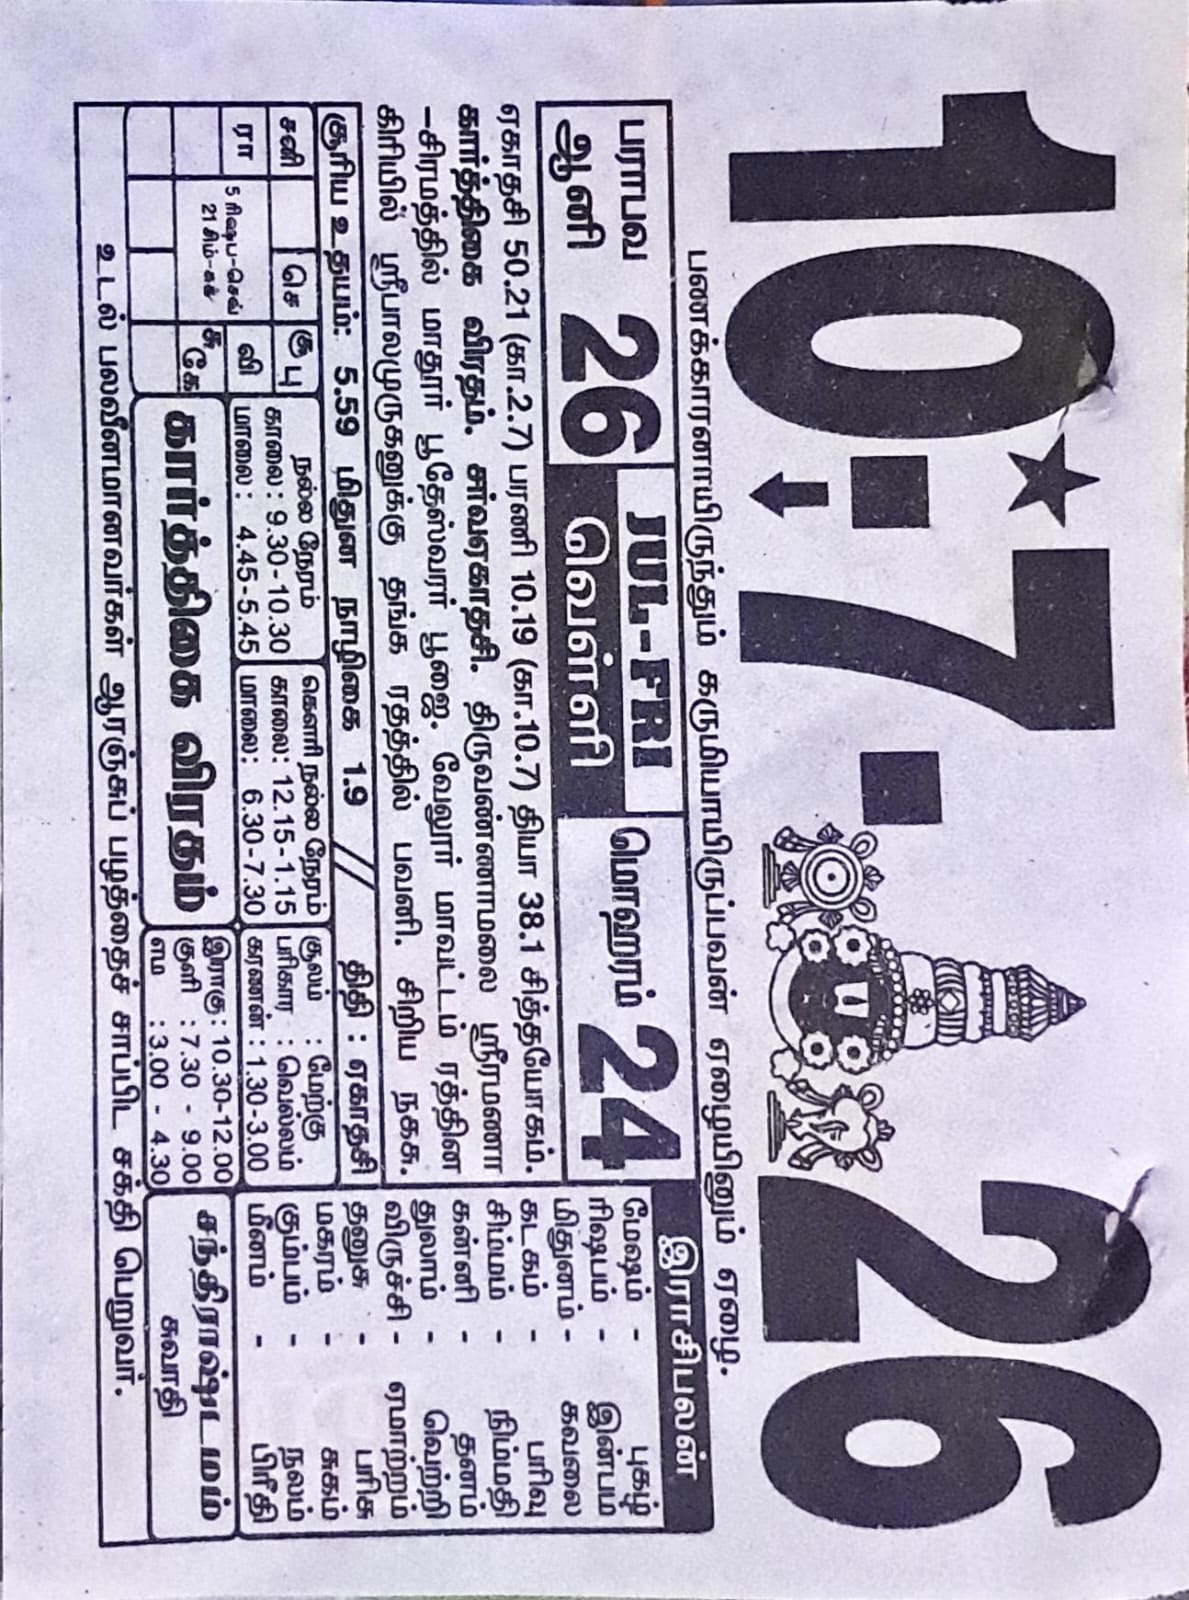 10.7.26
பணக்காரனாயிருந்தும் கருமியாயிருப்பவன் ஏழையினும் ஏழை.
பராபவ
ஆனி 26
JUL-FRI
வெள்ளி
மொஹரம் 24
ஏகாதசி 50.21 (கா.2.7) பரணி 10.19 (கா.10.7) தியா 38.1 சித்தயோகம்.
கார்த்திகை விரதம். சர்வஏகாதசி. திருவண்ணாமலை ஸ்ரீரமணா
-சிரமத்தில் மாதுர் பூதேஸ்வரர் பூஜை. வேலூர் மாவட்டம் ரத்தின
கிரியில் ஸ்ரீபாலமுருகனுக்கு தங்க ரதத்தில் பவனி. சிறிய நகசு.
சூரிய உதயம்: 5.59 மிதுன நாழிகை 1.9 // திதி : ஏகாதசி
சனி செ கு பு
ரா வி
5 ரிஷப-செவ்
21 சிம்-சுக்
சு கே
நல்ல நேரம்
காலை: 9.30-10.30
மாலை: 4.45-5.45
கௌரி நல்ல நேரம்
காலை: 12.15-1.15
மாலை: 6.30-7.30
சூலம் : மேற்கு
பரிகார : வெல்லம்
கரணன் : 1.30-3.00
கார்த்திகை விரதம்
இராகு : 10.30-12.00
குளி : 7.30 - 9.00
எம : 3.00 - 4.30
உடல் பலவீனமானவர்கள் ஆரஞ்சுப் பழத்தைச் சாப்பிட சக்தி பெறுவர்.
இராசிபலன்
மேஷம் - புகழ்
ரிஷபம் - இன்பம்
மிதுனம் - கவலை
கடகம் - பரிவு
சிம்மம் - நிம்மதி
கன்னி - தனம்
துலாம் - வெற்றி
விருச்சி - ஏமாற்றம்
தனுசு - பரிசு
மகரம் - சுகம்
கும்பம் - நலம்
மீனம் - பிரீதி
சந்திராஷ்டமம்
சுவாதி